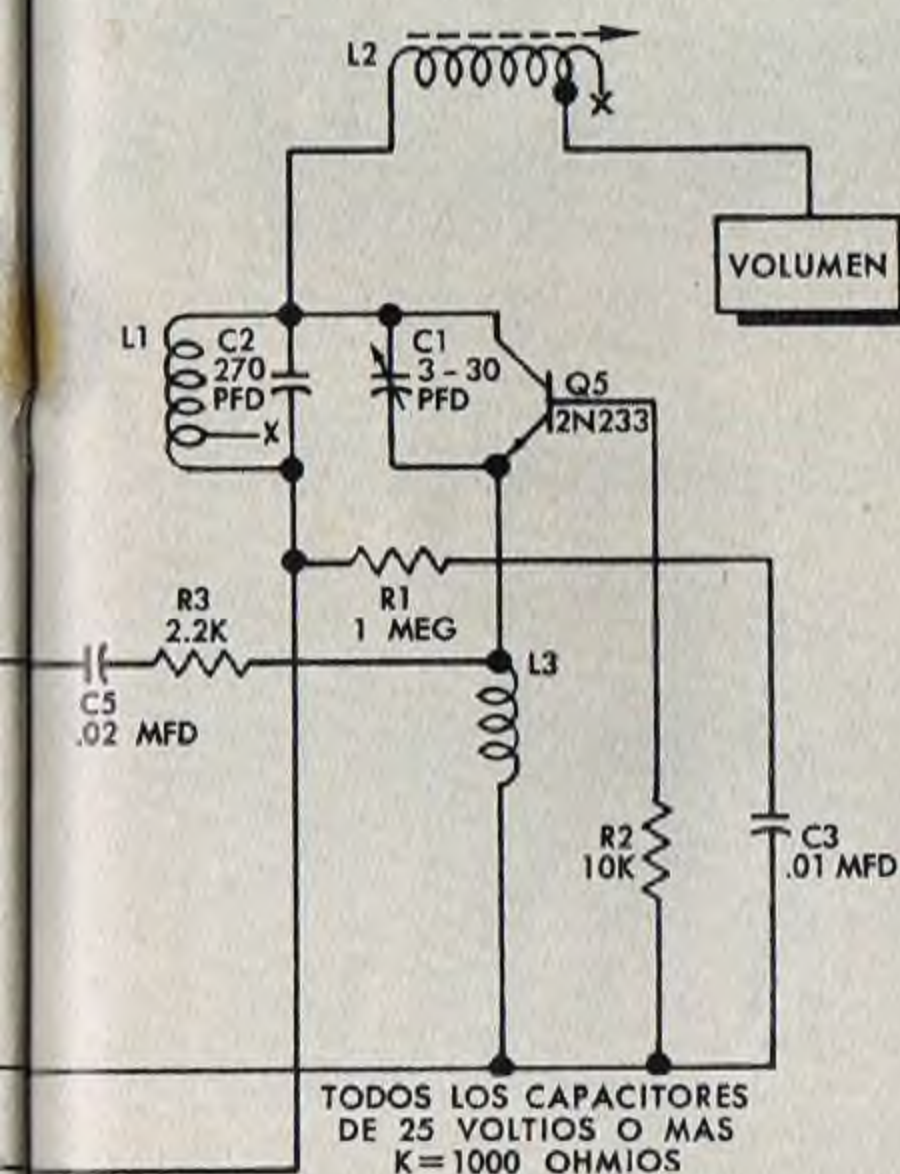 L2
X
VOLUMEN
L1
C2
270
PFD
X
C1
3-30
PFD
Q5
2N233
R3
2.2K
R1
1 MEG
L3
C5
.02 MFD
R2
10K
C3
.01 MFD
TODOS LOS CAPACITORES
DE 25 VOLTIOS O MAS
K=1000 OHMIOS